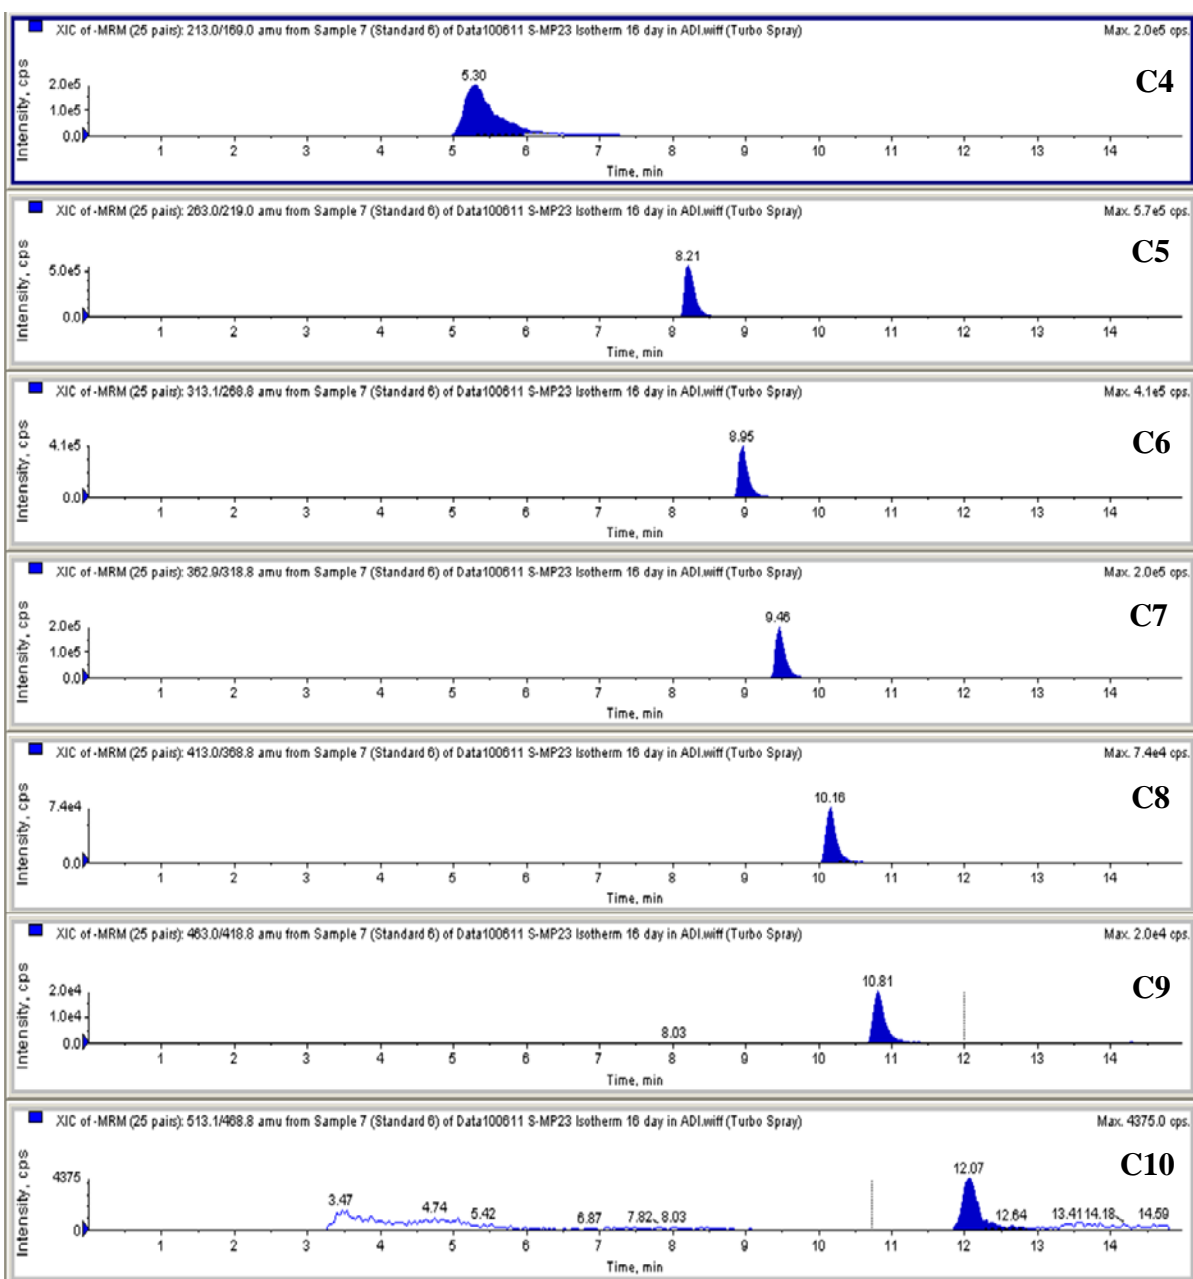 XIC of -MRM (25 pairs): 213.0/169.0 amu from Sample 7 (Standard 6) of Data100611 S-MP23 Isotherm 16 day in ADI.wiff (Turbo Spray) Max. 2.0e5 cps.
C4
5.30
Intensity, cps
2.0e5
1.0e5
0.0
1 2 3 4 5 6 7 8 9 10 11 12 13 14
Time, min
XIC of -MRM (25 pairs): 263.0/219.0 amu from Sample 7 (Standard 6) of Data100611 S-MP23 Isotherm 16 day in ADI.wiff (Turbo Spray) Max. 5.7e5 cps.
C5
8.21
Intensity, cps
5.0e5
0.0
1 2 3 4 5 6 7 8 9 10 11 12 13 14
Time, min
XIC of -MRM (25 pairs): 313.1/268.8 amu from Sample 7 (Standard 6) of Data100611 S-MP23 Isotherm 16 day in ADI.wiff (Turbo Spray) Max. 4.1e5 cps.
C6
8.95
Intensity, cps
4.1e5
0.0
1 2 3 4 5 6 7 8 9 10 11 12 13 14
Time, min
XIC of -MRM (25 pairs): 362.9/318.8 amu from Sample 7 (Standard 6) of Data100611 S-MP23 Isotherm 16 day in ADI.wiff (Turbo Spray) Max. 2.0e5 cps.
C7
9.46
Intensity, cps
2.0e5
1.0e5
0.0
1 2 3 4 5 6 7 8 9 10 11 12 13 14
Time, min
XIC of -MRM (25 pairs): 413.0/368.8 amu from Sample 7 (Standard 6) of Data100611 S-MP23 Isotherm 16 day in ADI.wiff (Turbo Spray) Max. 7.4e4 cps.
C8
10.16
Intensity, cps
7.4e4
0.0
1 2 3 4 5 6 7 8 9 10 11 12 13 14
Time, min
XIC of -MRM (25 pairs): 463.0/418.8 amu from Sample 7 (Standard 6) of Data100611 S-MP23 Isotherm 16 day in ADI.wiff (Turbo Spray) Max. 2.0e4 cps.
C9
10.81
Intensity, cps
2.0e4
1.0e4
8.03
0.0
1 2 3 4 5 6 7 8 9 10 11 12 13 14
Time, min
XIC of -MRM (25 pairs): 513.1/468.8 amu from Sample 7 (Standard 6) of Data100611 S-MP23 Isotherm 16 day in ADI.wiff (Turbo Spray) Max. 4375.0 cps.
C10
12.07
Intensity, cps
4375
3.47 4.74 5.42 6.87 7.82 8.03 12.64 13.41 14.18 14.59
0
1 2 3 4 5 6 7 8 9 10 11 12 13 14
Time, min